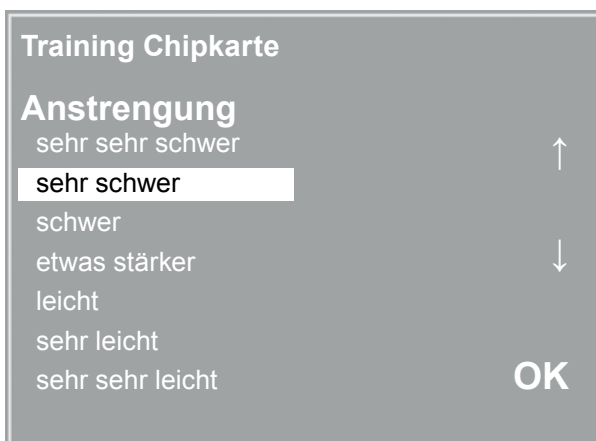 Training Chipkarte
Anstrengung
sehr sehr schwer
↑
sehr schwer
schwer
etwas stärker
↓
leicht
sehr leicht
sehr sehr leicht
OK